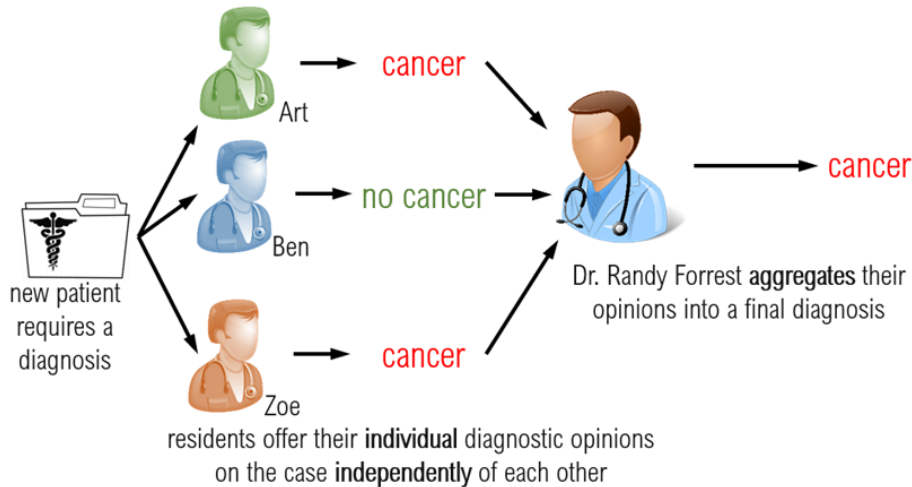 Art
cancer
Ben
no cancer
Zoe
cancer
cancer
new patient
requires a
diagnosis
Dr. Randy Forrest aggregates their
opinions into a final diagnosis
residents offer their individual diagnostic opinions
on the case independently of each other